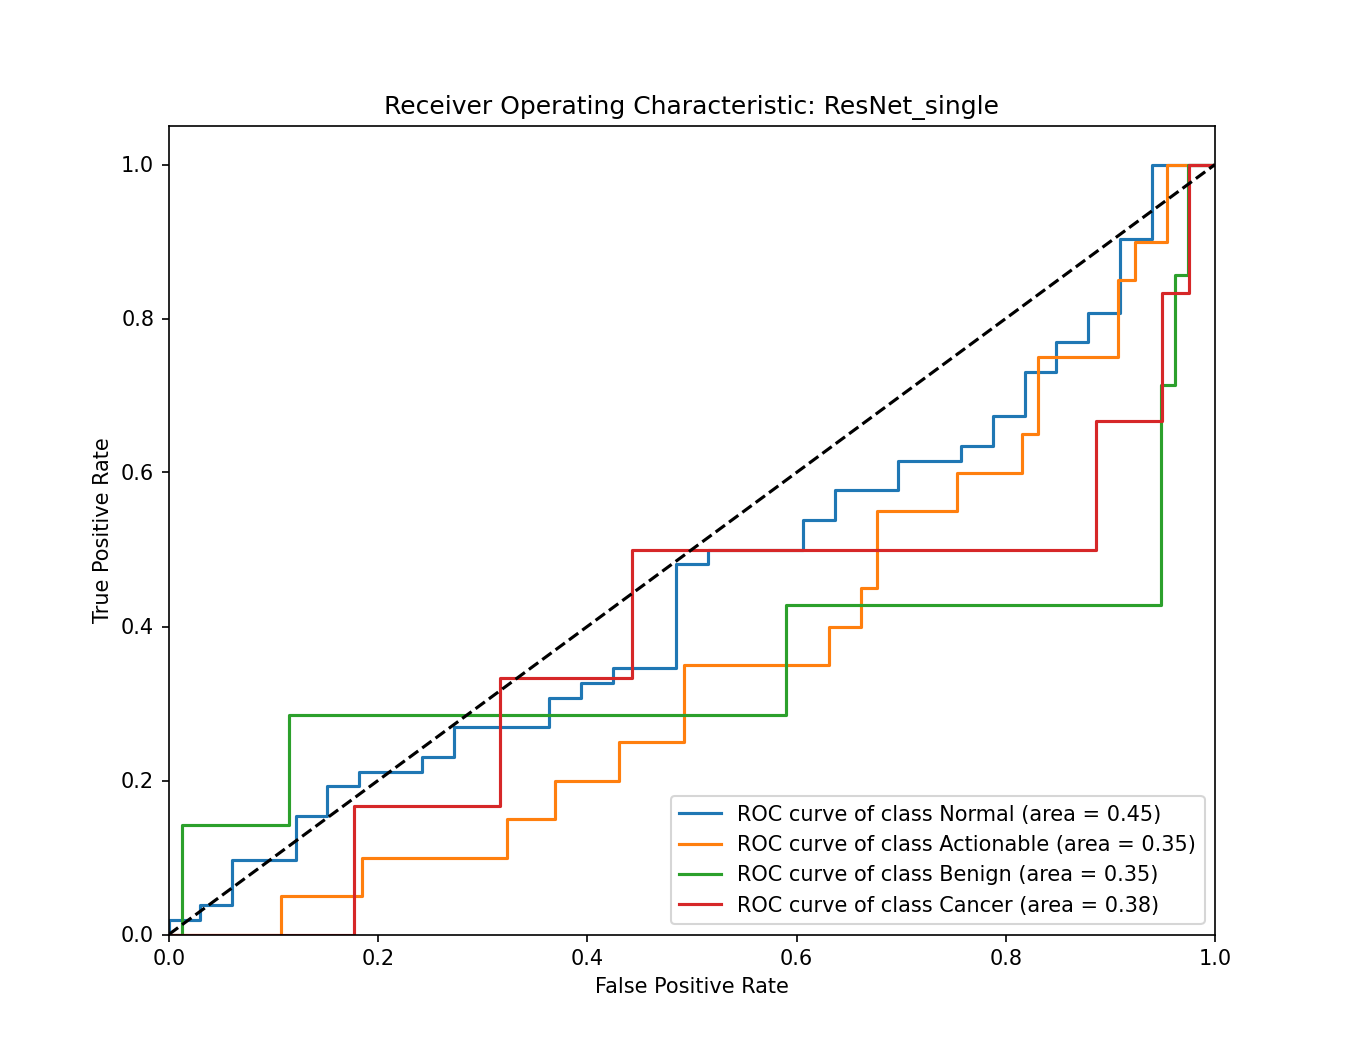 Receiver Operating Characteristic: ResNet_single
True Positive Rate
1.0
0.8
0.6
0.4
0.2
0.0
ROC curve of class Normal (area = 0.45)
ROC curve of class Actionable (area = 0.35)
ROC curve of class Benign (area = 0.35)
ROC curve of class Cancer (area = 0.38)
0.0 0.2 0.4 0.6 0.8 1.0
False Positive Rate